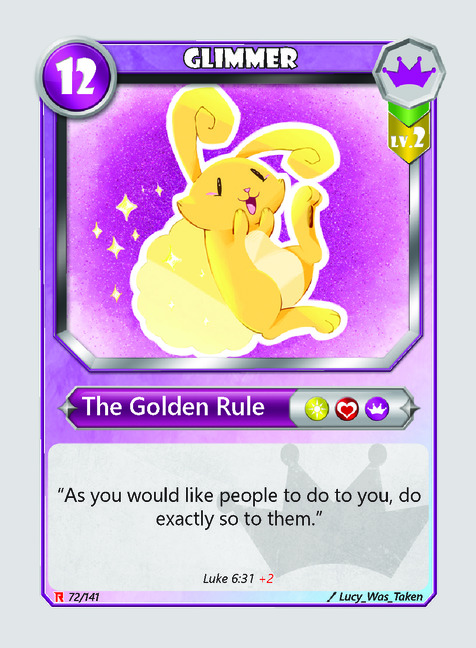 GLIMMER
12
LV.2
The Golden Rule
“As you would like people to do to you, do
exactly so to them.”
Luke 6:31 +2
R 72/141
Lucy_Was_Taken